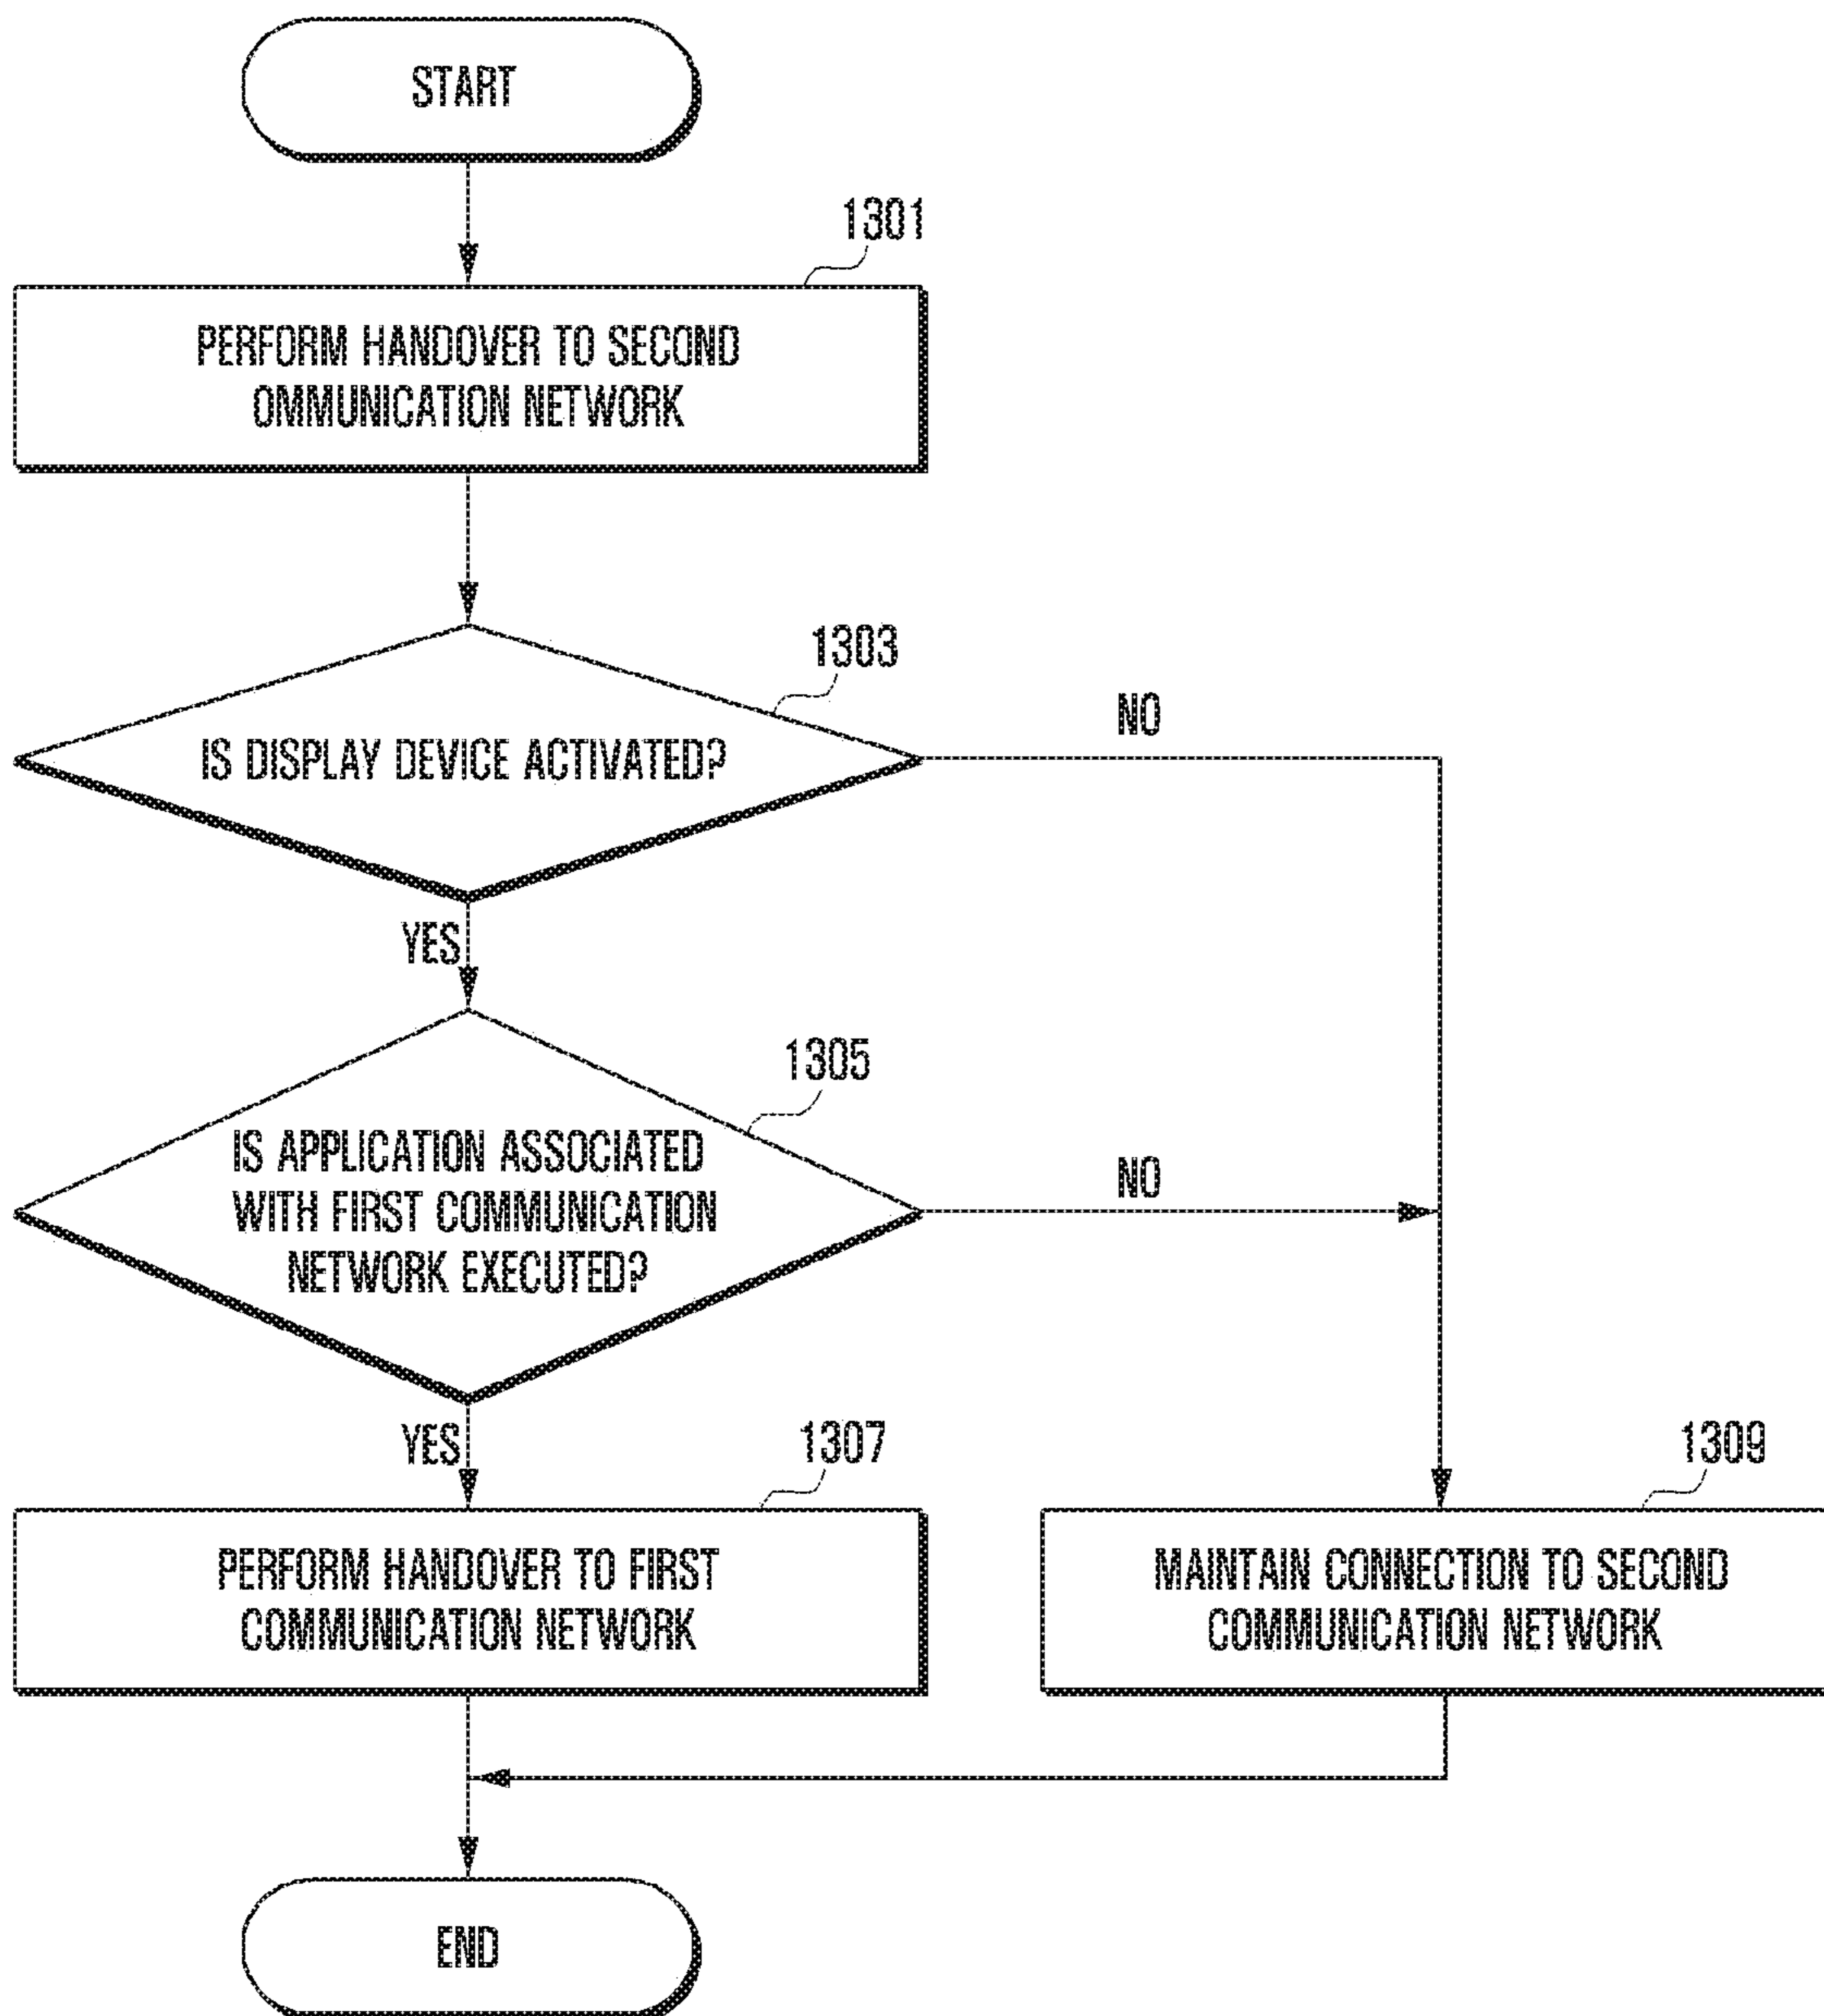 START
1301
PERFORM HANDOVER TO SECOND
OMMUNICATION NETWORK
1303
IS DISPLAY DEVICE ACTIVATED?
NO
YES
1305
IS APPLICATION ASSOCIATED
WITH FIRST COMMUNICATION
NETWORK EXECUTED?
NO
YES
1307
PERFORM HANDOVER TO FIRST
COMMUNICATION NETWORK
1309
MAINTAIN CONNECTION TO SECOND
COMMUNICATION NETWORK
END